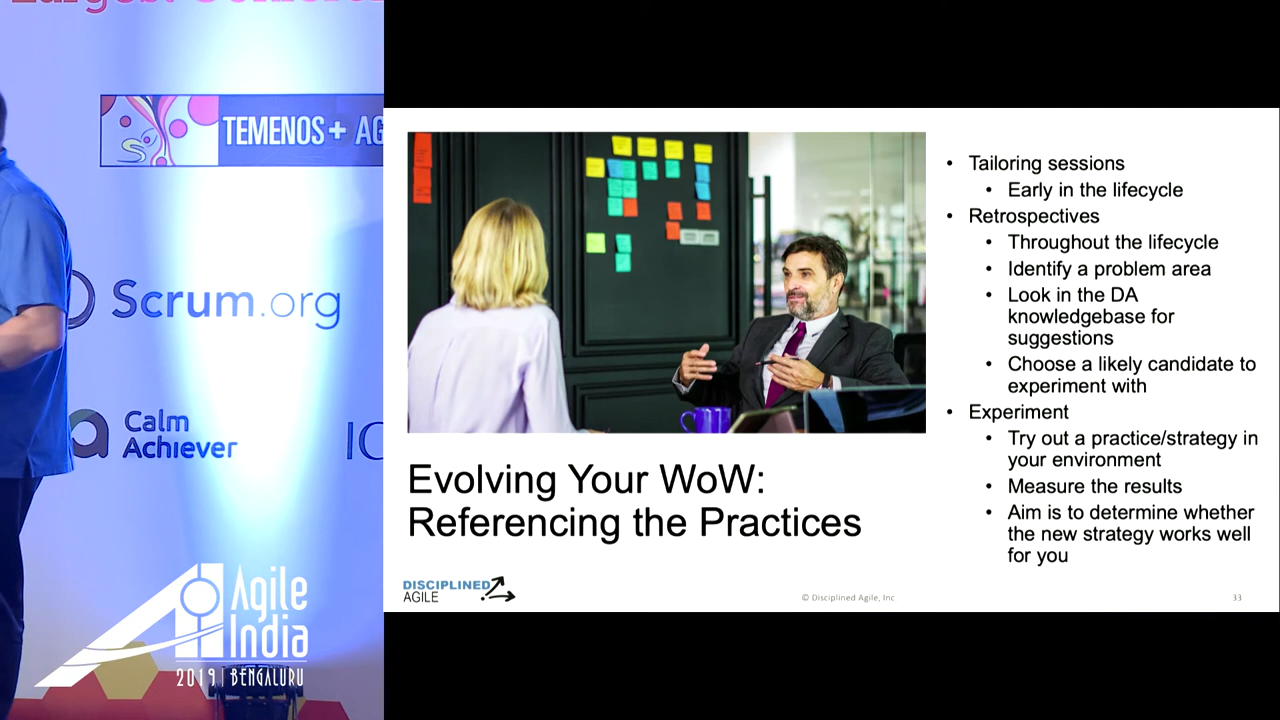 TEMENOS+ AG
Scrum.org
Calm
Achiever
IC
Agile
India
2019 | BENGALURU
Evolving Your WoW:
Referencing the Practices
• Tailoring sessions
• Early in the lifecycle
• Retrospectives
• Throughout the lifecycle
• Identify a problem area
• Look in the DA
knowledgebase for
suggestions
• Choose a likely candidate to
experiment with
• Experiment
• Try out a practice/strategy in
your environment
• Measure the results
• Aim is to determine whether
the new strategy works well
for you
DISCIPLINED
AGILE
© Disciplined Agile, Inc
33